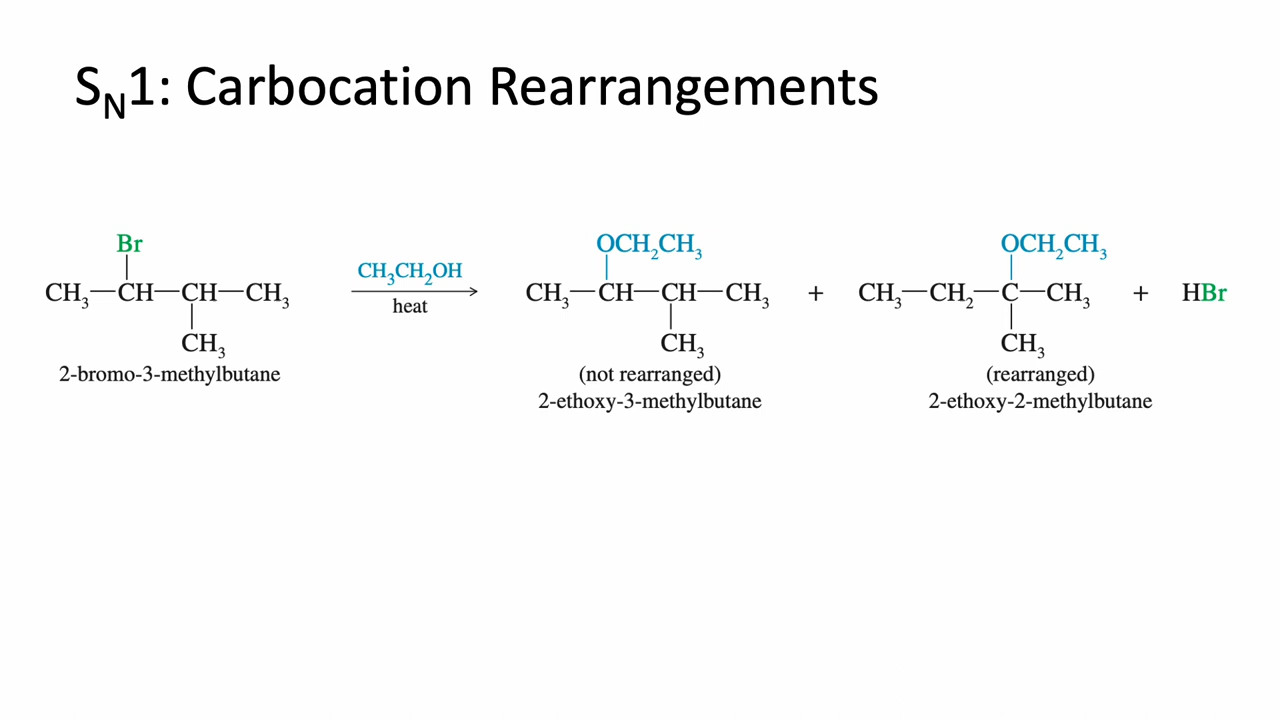 S_N1: Carbocation Rearrangements
Br OCH₂CH₃ OCH₂CH₃
CH₃CH₂OH
CH₃—CH—CH—CH₃ CH₃—CH—CH—CH₃ + CH₃—CH₂—C—CH₃ + HBr
heat
CH₃ CH₃ CH₃
2-bromo-3-methylbutane (not rearranged) (rearranged)
2-ethoxy-3-methylbutane 2-ethoxy-2-methylbutane